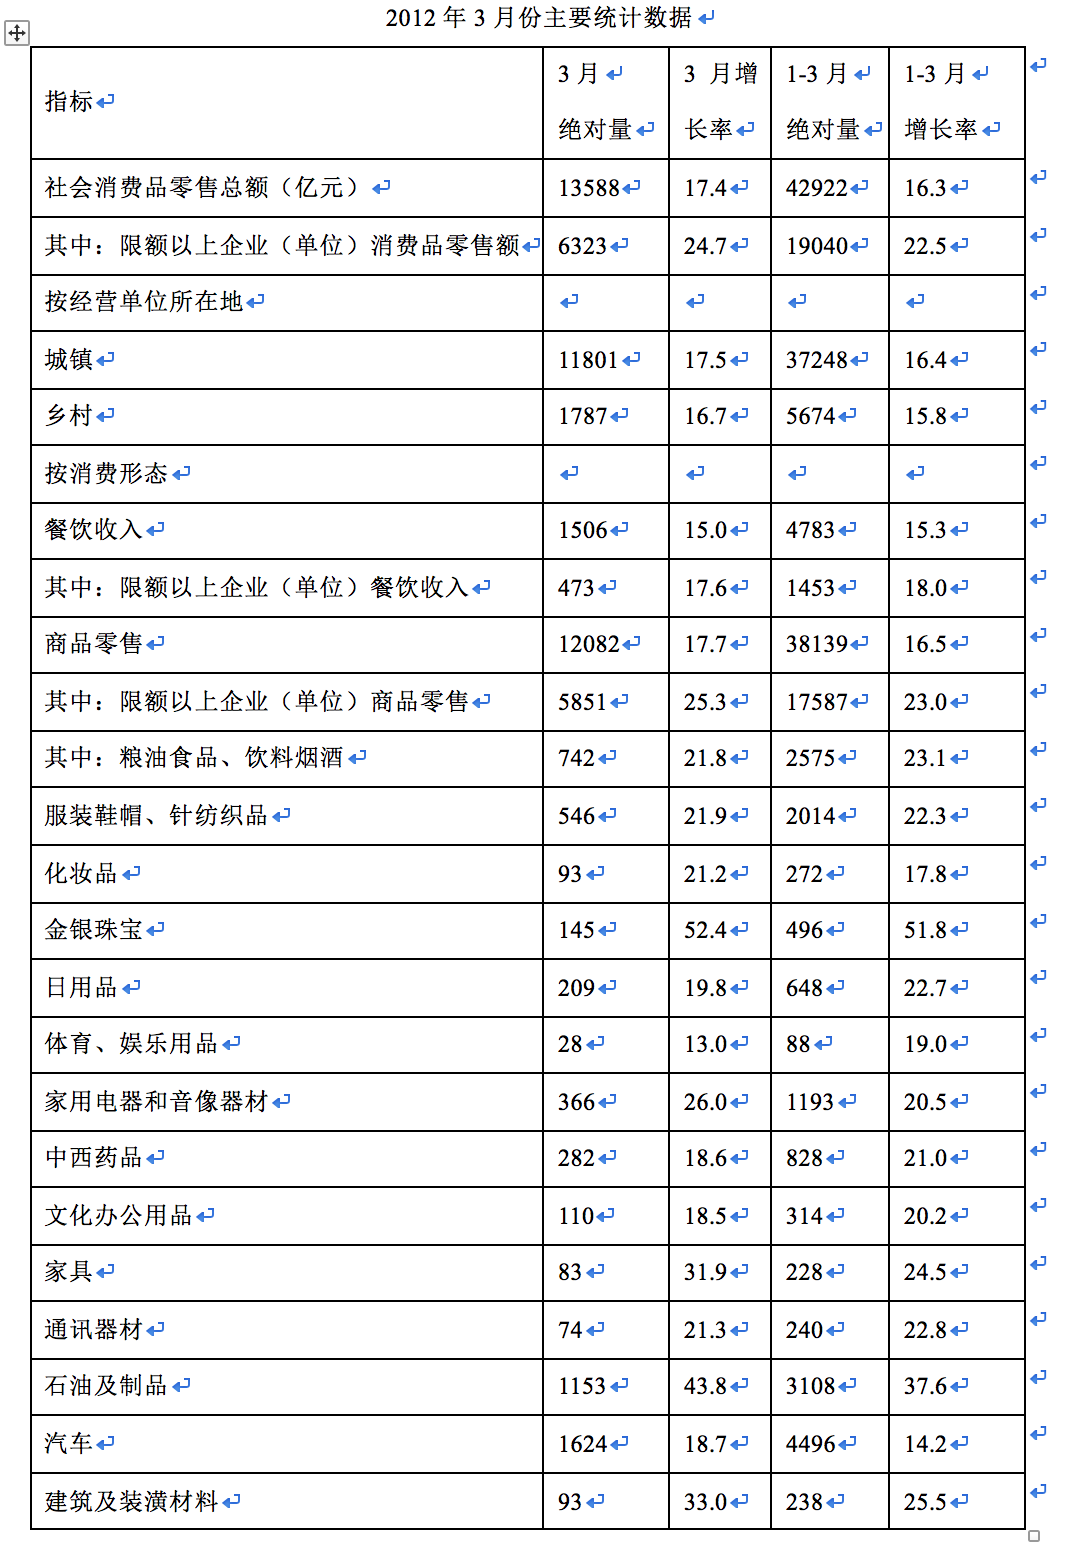 2012 年 3 月份主要统计数据
指标 3 月 绝对量 3 月增 长率 1-3 月 绝对量 1-3 月 增长率
社会消费品零售总额（亿元） 13588 17.4 42922 16.3
其中：限额以上企业（单位）消费品零售额 6323 24.7 19040 22.5
按经营单位所在地
城镇 11801 17.5 37248 16.4
乡村 1787 16.7 5674 15.8
按消费形态
餐饮收入 1506 15.0 4783 15.3
其中：限额以上企业（单位）餐饮收入 473 17.6 1453 18.0
商品零售 12082 17.7 38139 16.5
其中：限额以上企业（单位）商品零售 5851 25.3 17587 23.0
其中：粮油食品、饮料烟酒 742 21.8 2575 23.1
服装鞋帽、针纺织品 546 21.9 2014 22.3
化妆品 93 21.2 272 17.8
金银珠宝 145 52.4 496 51.8
日用品 209 19.8 648 22.7
体育、娱乐用品 28 13.0 88 19.0
家用电器和音像器材 366 26.0 1193 20.5
中西药品 282 18.6 828 21.0
文化办公用品 110 18.5 314 20.2
家具 83 31.9 228 24.5
通讯器材 74 21.3 240 22.8
石油及制品 1153 43.8 3108 37.6
汽车 1624 18.7 4496 14.2
建筑及装潢材料 93 33.0 238 25.5